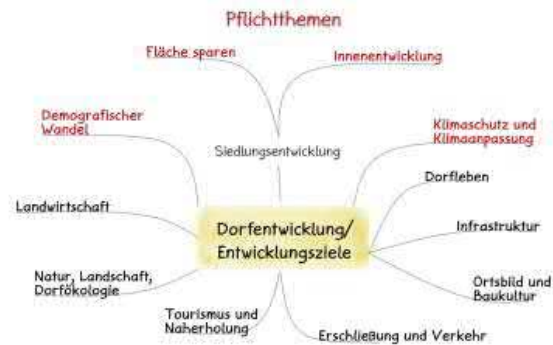 Pflichtthemen
Fläche sparen
Innenentwicklung
Demografischer
Wandel
Klimaschutz und
Klimaanpassung
Siedlungsentwicklung
Dorfleben
Landwirtschaft
Dorfentwicklung/
Entwicklungsziele
Infrastruktur
Natur, Landschaft,
Dorfökologie
Ortsbild und
Baukultur
Tourismus und
Naherholung
Erschließung und Verkehr